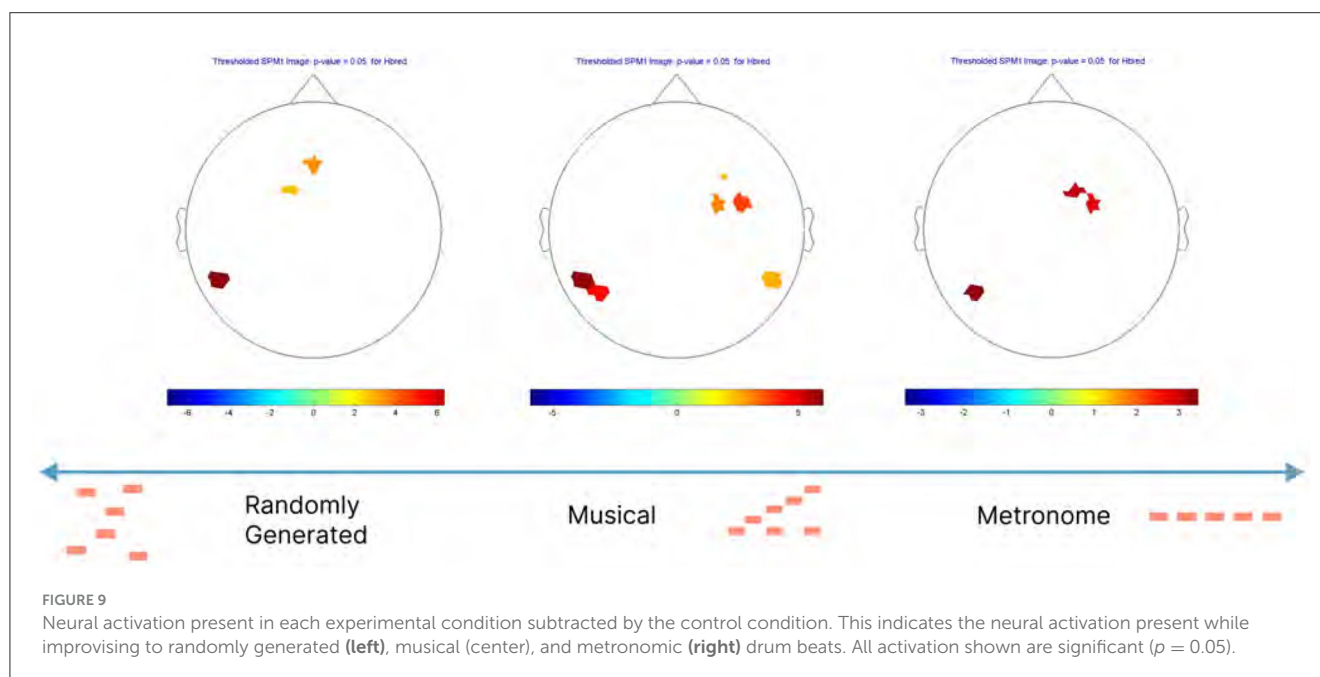 Thresholded SPM1 Image: p-value = 0.05 for Hbred
Thresholded SPM1 Image: p-value = 0.05 for Hbred
Thresholded SPM1 Image: p-value = 0.05 for Hbred
-6 -4 -2 0 2 4 6
-5 0 5
-3 -2 -1 0 1 2 3
Randomly
Generated
Musical
Metronome
FIGURE 9
Neural activation present in each experimental condition subtracted by the control condition. This indicates the neural activation present while
improvising to randomly generated (left), musical (center), and metronomic (right) drum beats. All activation shown are significant (p = 0.05).